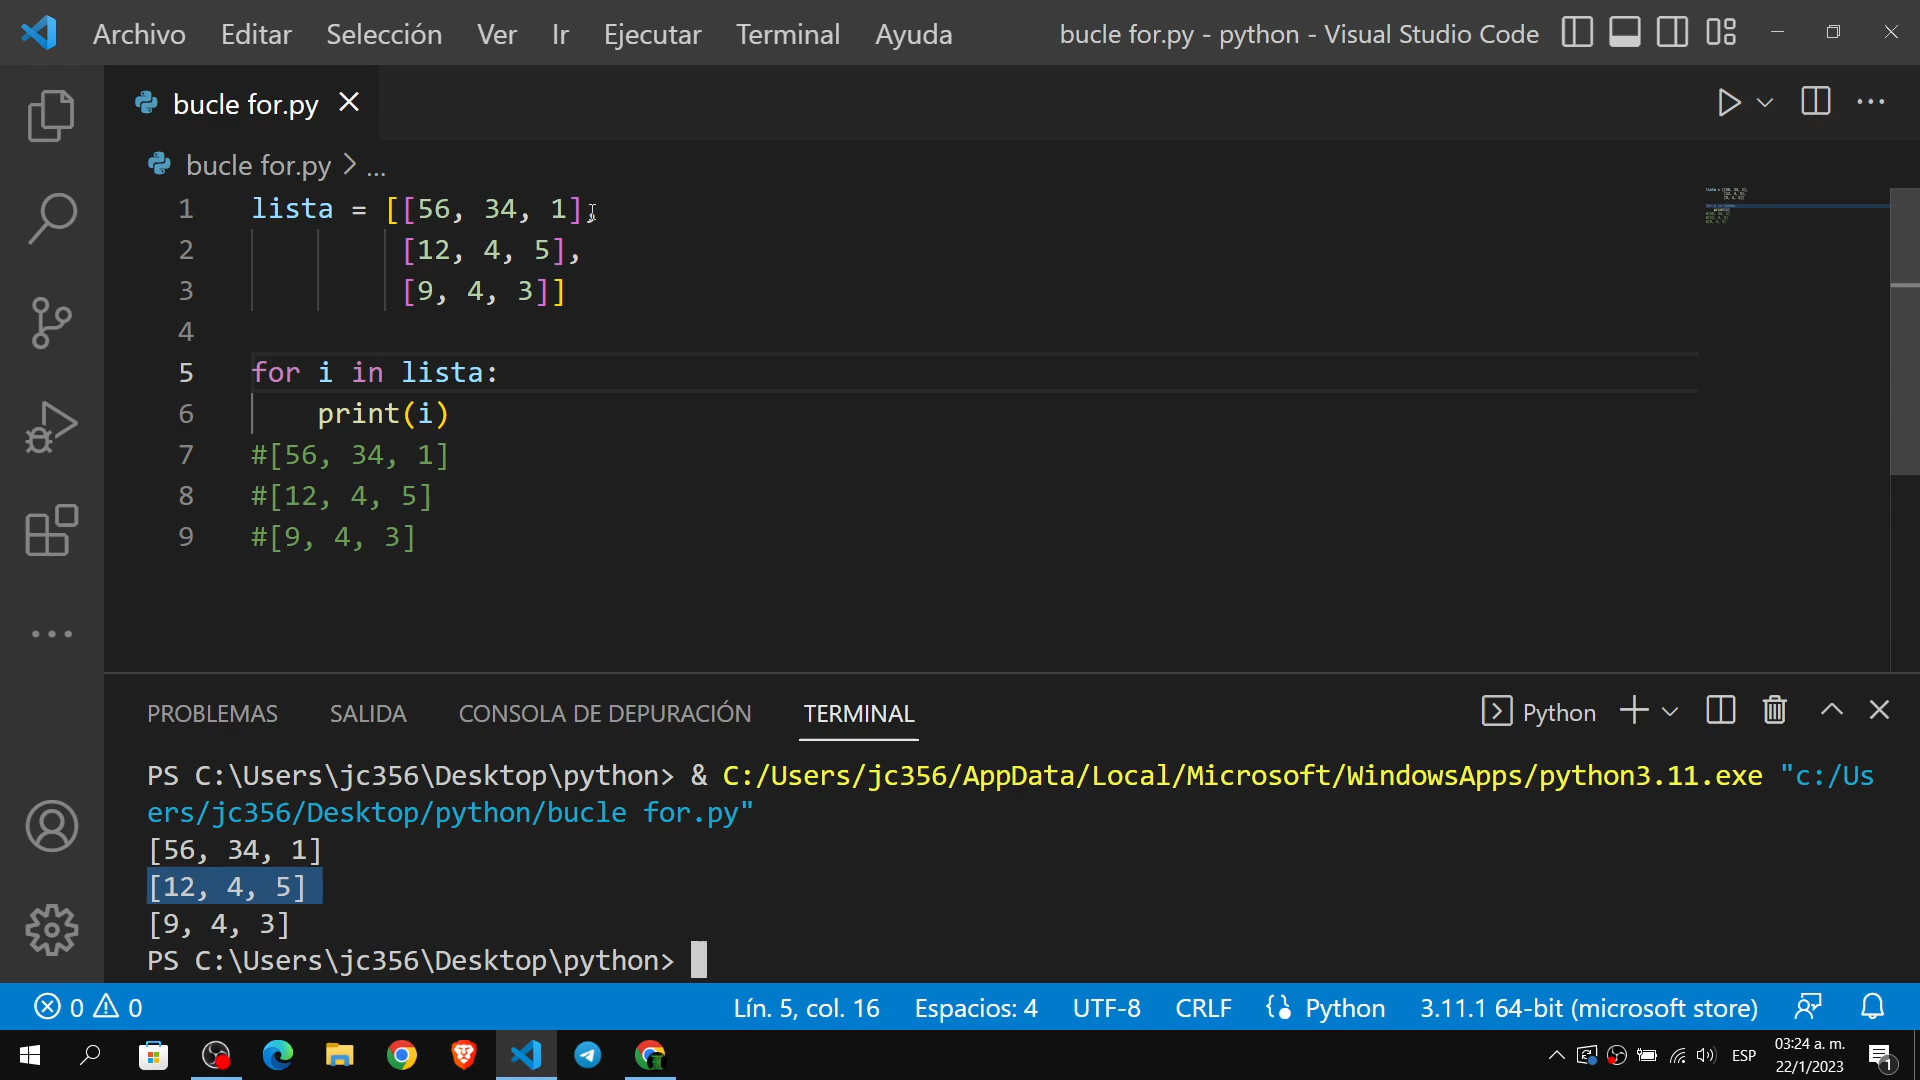 Archivo Editar Selección Ver Ir Ejecutar Terminal Ayuda bucle for.py - python - Visual Studio Code
bucle for.py
bucle for.py > ...
1 lista = [[56, 34, 1],
2 [12, 4, 5],
3 [9, 4, 3]]
4
5 for i in lista:
6 print(i)
7 #[56, 34, 1]
8 #[12, 4, 5]
9 #[9, 4, 3]
PROBLEMAS SALIDA CONSOLA DE DEPURACIÓN TERMINAL Python
PS C:\Users\jc356\Desktop\python> & C:/Users/jc356/AppData/Local/Microsoft/WindowsApps/python3.11.exe "c:/Us
ers/jc356/Desktop/python/bucle for.py"
[56, 34, 1]
[12, 4, 5]
[9, 4, 3]
PS C:\Users\jc356\Desktop\python>
0 0 Lín. 5, col. 16 Espacios: 4 UTF-8 CRLF Python 3.11.1 64-bit (microsoft store)
ESP 03:24 a. m.
22/1/2023 1